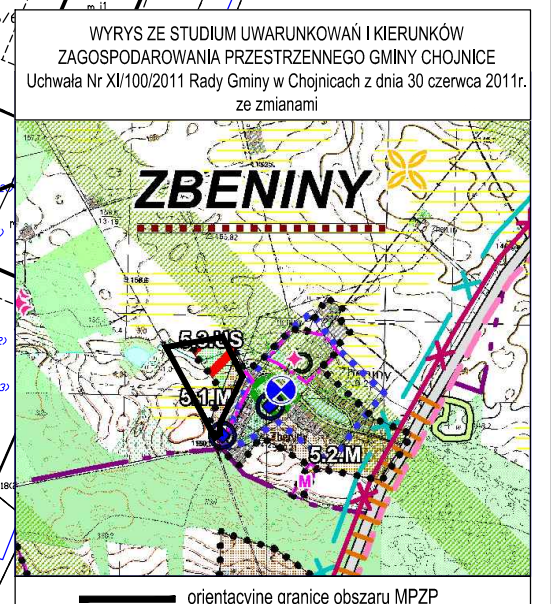 WYRYS ZE STUDIUM UWARUNKOWAŃ I KIERUNKÓW
ZAGOSPODAROWANIA PRZESTRZENNEGO GMINY CHOJNICE
Uchwała Nr XI/100/2011 Rady Gminy w Chojnicach z dnia 30 czerwca 2011r.
ze zmianami
ZBENINY
5.3.US
5.1.M
5.2.M
M
orientacyjne granice obszaru MPZP